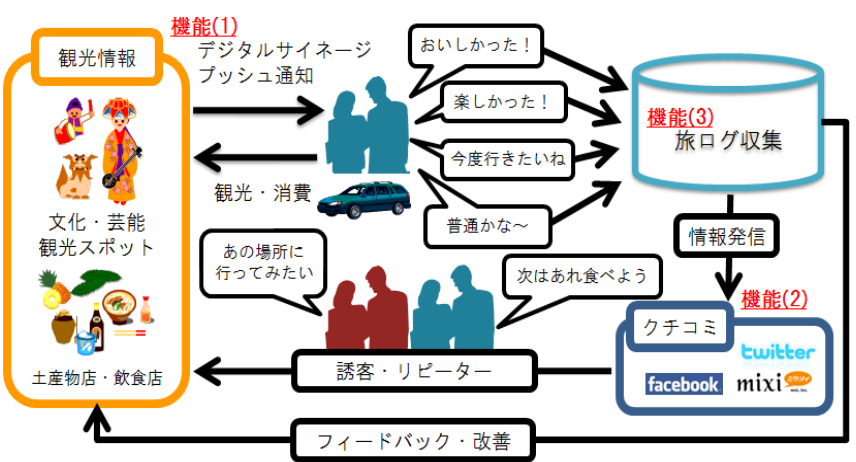 機能(1)
観光情報
デジタルサイネージ
プッシュ通知
おいしかった！
楽しかった！
今度行きたいね
普通かな～
機能(3)
旅ログ収集
観光・消費
文化・芸能
観光スポット
あの場所に
行ってみたい
次はあれ食べよう
情報発信
機能(2)
クチコミ
twitter
facebook
mixi
土産物店・飲食店
誘客・リピーター
フィードバック・改善